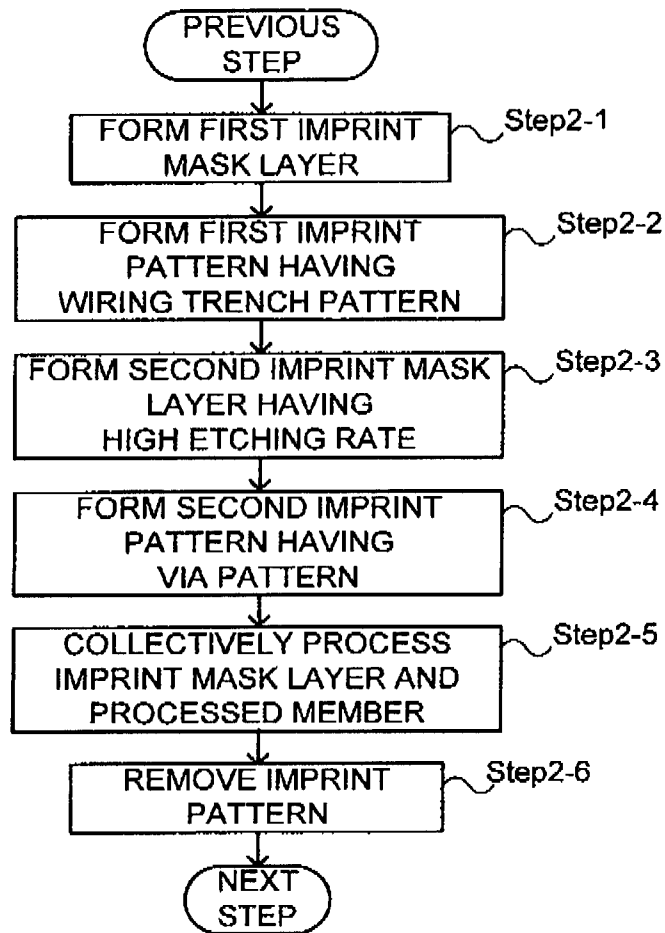 PREVIOUS
STEP
FORM FIRST IMPRINT
MASK LAYER
Step2-1
FORM FIRST IMPRINT
PATTERN HAVING
WIRING TRENCH PATTERN
Step2-2
FORM SECOND IMPRINT MASK
LAYER HAVING
HIGH ETCHING RATE
Step2-3
FORM SECOND IMPRINT
PATTERN HAVING
VIA PATTERN
Step2-4
COLLECTIVELY PROCESS
IMPRINT MASK LAYER AND
PROCESSED MEMBER
Step2-5
REMOVE IMPRINT
PATTERN
Step2-6
NEXT
STEP